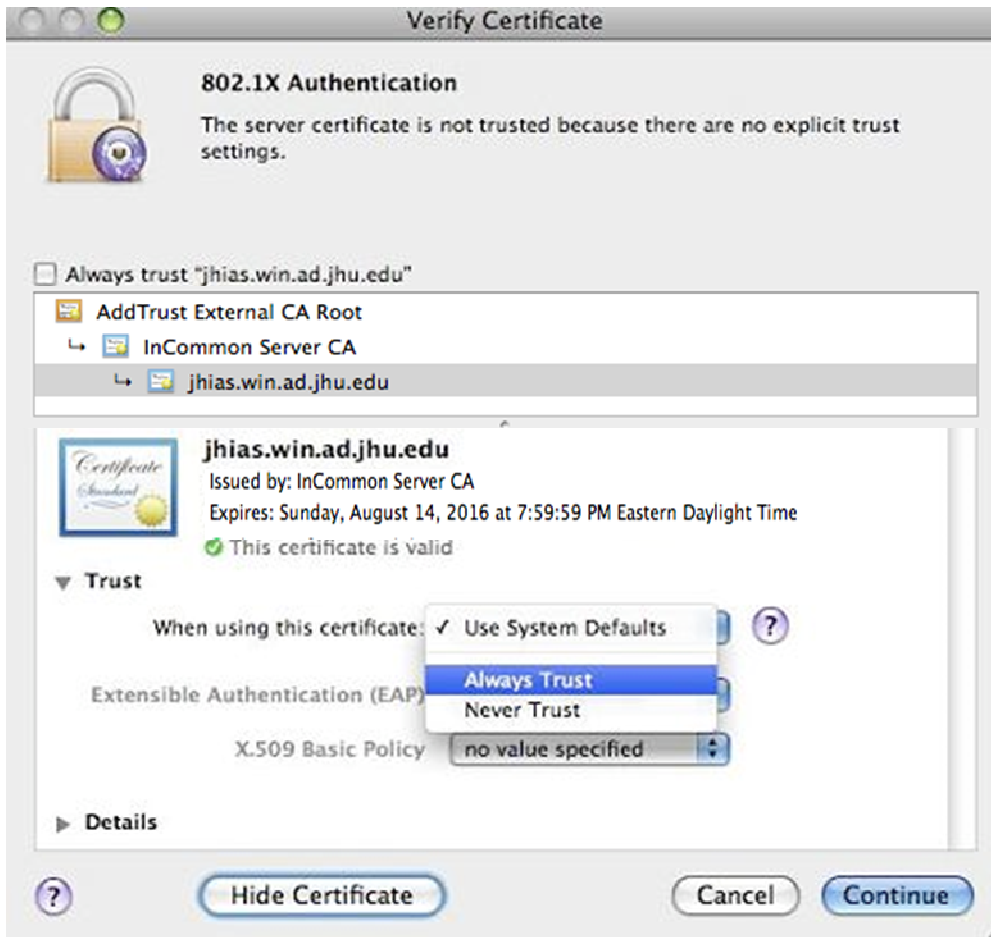 Verify Certificate
802.1X Authentication
The server certificate is not trusted because there are no explicit trust
settings.
Always trust "jhias.win.ad.jhu.edu"
AddTrust External CA Root
InCommon Server CA
jhias.win.ad.jhu.edu
Certificate
Standard
jhias.win.ad.jhu.edu
Issued by: InCommon Server CA
Expires: Sunday, August 14, 2016 at 7:59:59 PM Eastern Daylight Time
This certificate is valid
Trust
When using this certificate: ✓ Use System Defaults ?
Always Trust
Extensible Authentication (EAP)
Never Trust
X.509 Basic Policy no value specified
Details
? Hide Certificate Cancel Continue